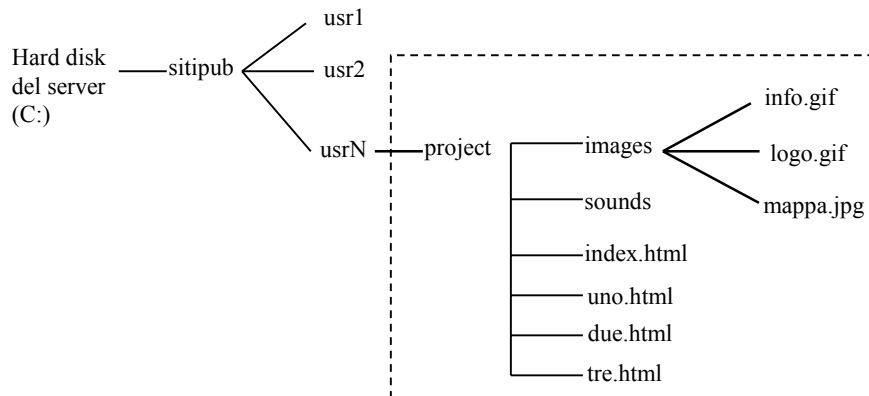 Hard disk
del server
(C:)
sitipub
usr1
usr2
usrN
project
images
sounds
index.html
uno.html
due.html
tre.html
info.gif
logo.gif
mappa.jpg